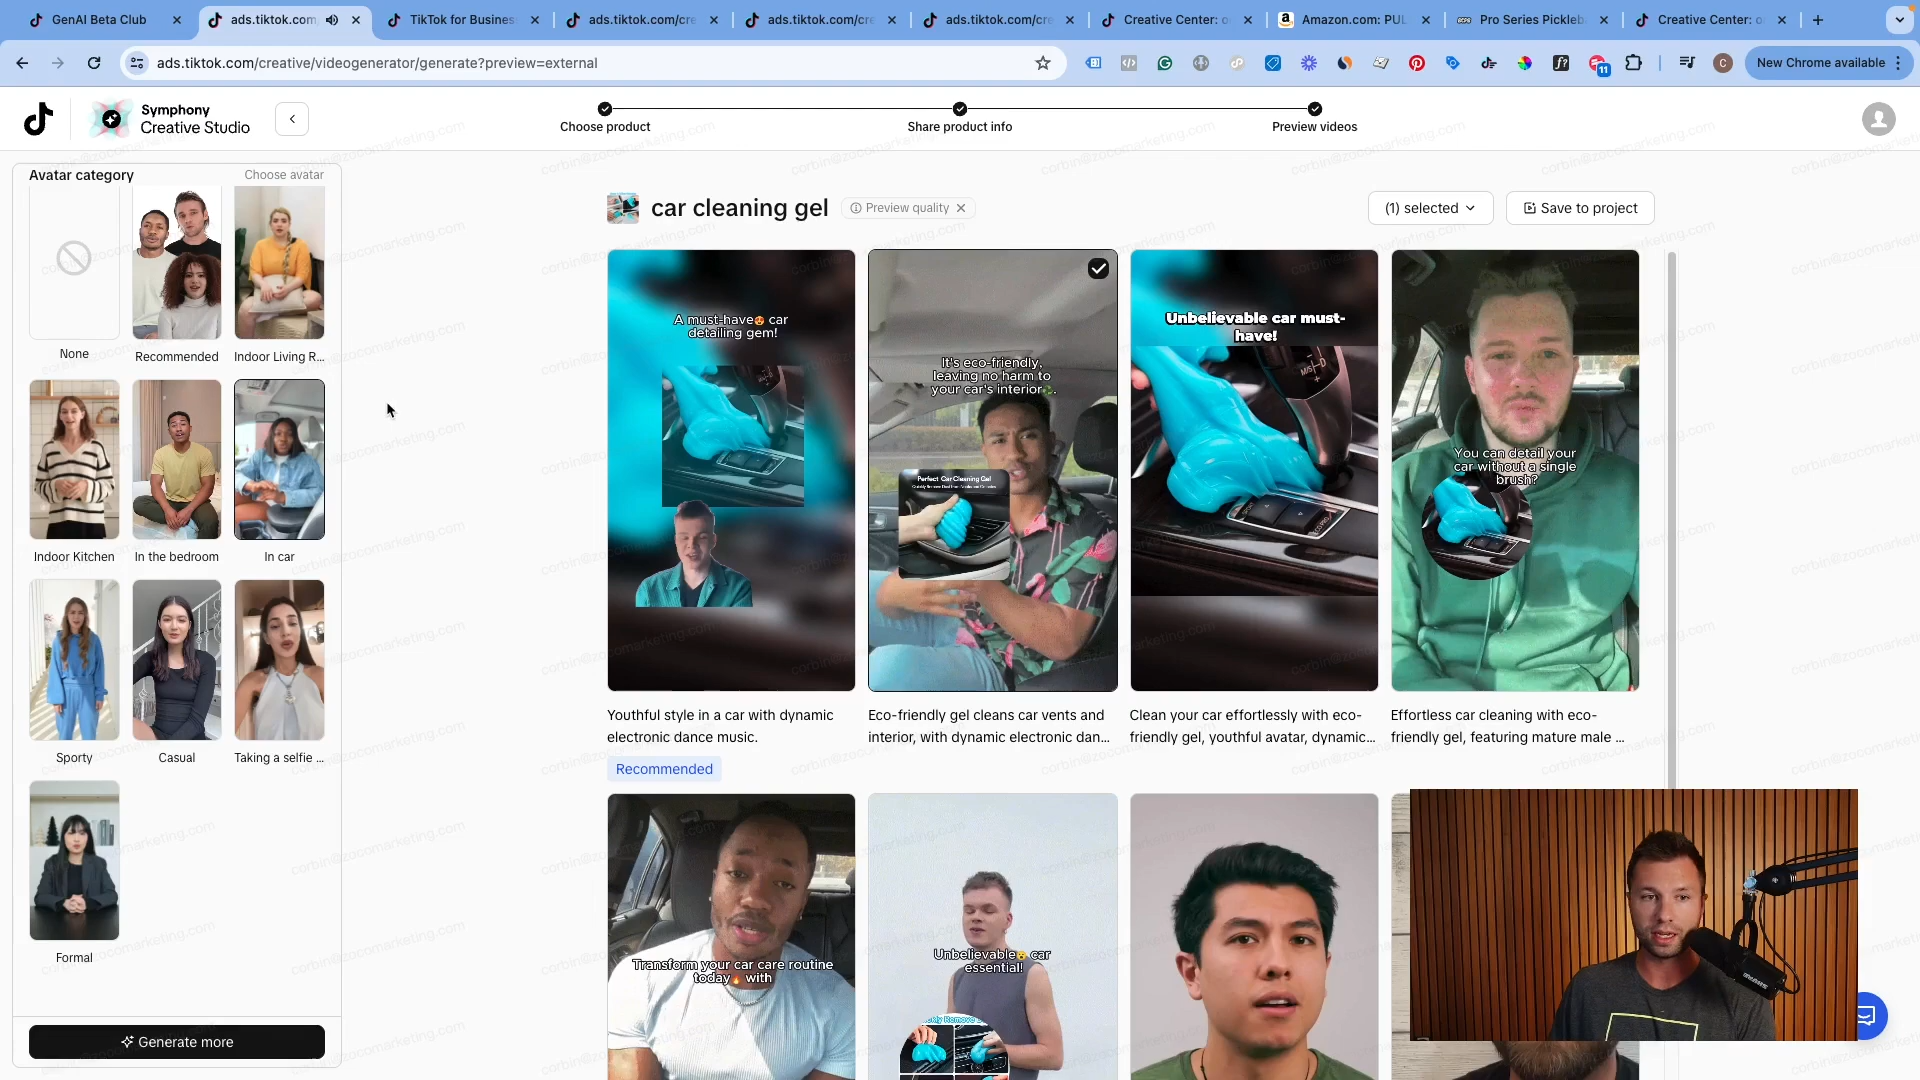 GenAI Beta Club
ads.tiktok.com
TikTok for Busines
ads.tiktok.com/cre
ads.tiktok.com/cre
ads.tiktok.com/cre
Creative Center: o
Amazon.com: PUL
Pro Series Pickleb
Creative Center: o
ads.tiktok.com/creative/videogenerator/generate?preview=external
11
C
New Chrome available
Symphony
Creative Studio
Choose product
Share product info
Preview videos
Avatar category
Choose avatar
None
Recommended
Indoor Living R...
Indoor Kitchen
In the bedroom
In car
Sporty
Casual
Taking a selfie ...
Formal
Generate more
car cleaning gel
Preview quality
(1) selected
Save to project
A must-have😍 car
detailing gem!
It's eco-friendly,
leaving no harm to
your car's interior♻.
Perfect Car Cleaning Gel
Unbelievable car must-
have!
You can detail your
car without a single
brush?
Youthful style in a car with dynamic
electronic dance music.
Recommended
Eco-friendly gel cleans car vents and
interior, with dynamic electronic dan...
Clean your car effortlessly with eco-
friendly gel, youthful avatar, dynamic...
Effortless car cleaning with eco-
friendly gel, featuring mature male ...
Transform your car care routine
today🔥 with
Unbelievable😮 car
essential!
corbin@zocomarketing.com